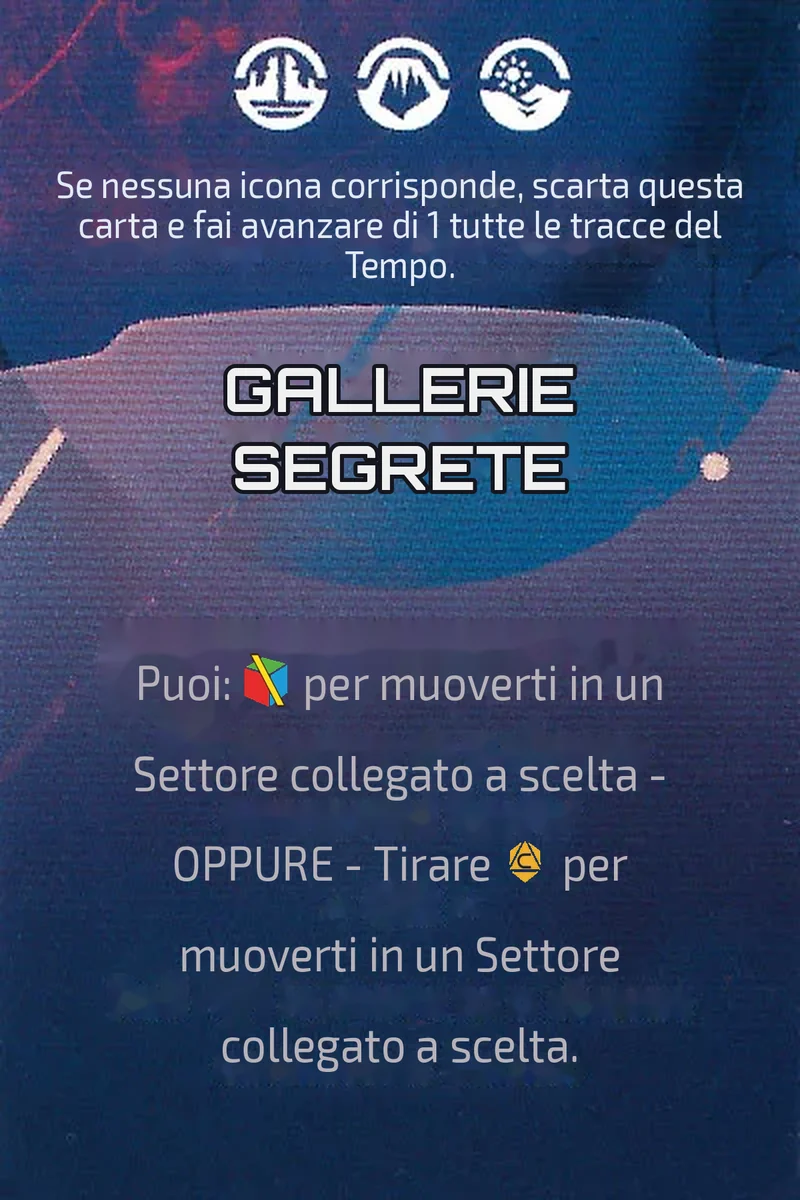 Se nessuna icona corrisponde, scarta questa
carta e fai avanzare di 1 tutte le tracce del
Tempo.
GALLERIE
SEGRETE
Puoi: per muoverti in un
Settore collegato a scelta -
OPPURE - Tirare C per
muoverti in un Settore
collegato a scelta.